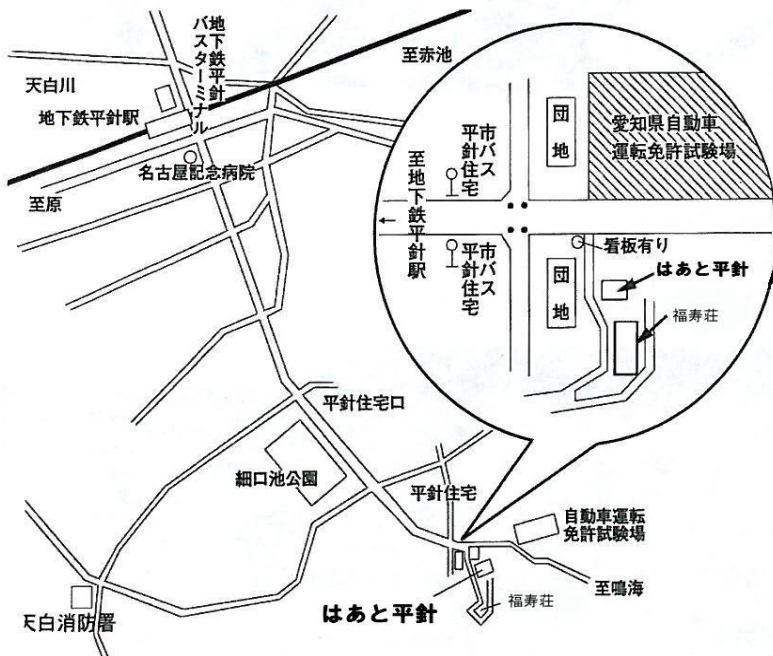 地下鉄平針
バスターミナル
至赤池
天白川
地下鉄平針駅
名古屋記念病院
至原
団地
愛知県自動車
運転免許試験場
市バス
平針住宅
至地下鉄平針駅
←
市バス
平針住宅
看板有り
団地
はあと平針
福寿荘
平針住宅口
細口池公園
平針住宅
自動車運転
免許試験場
至鳴海
はあと平針
福寿荘
天白消防署